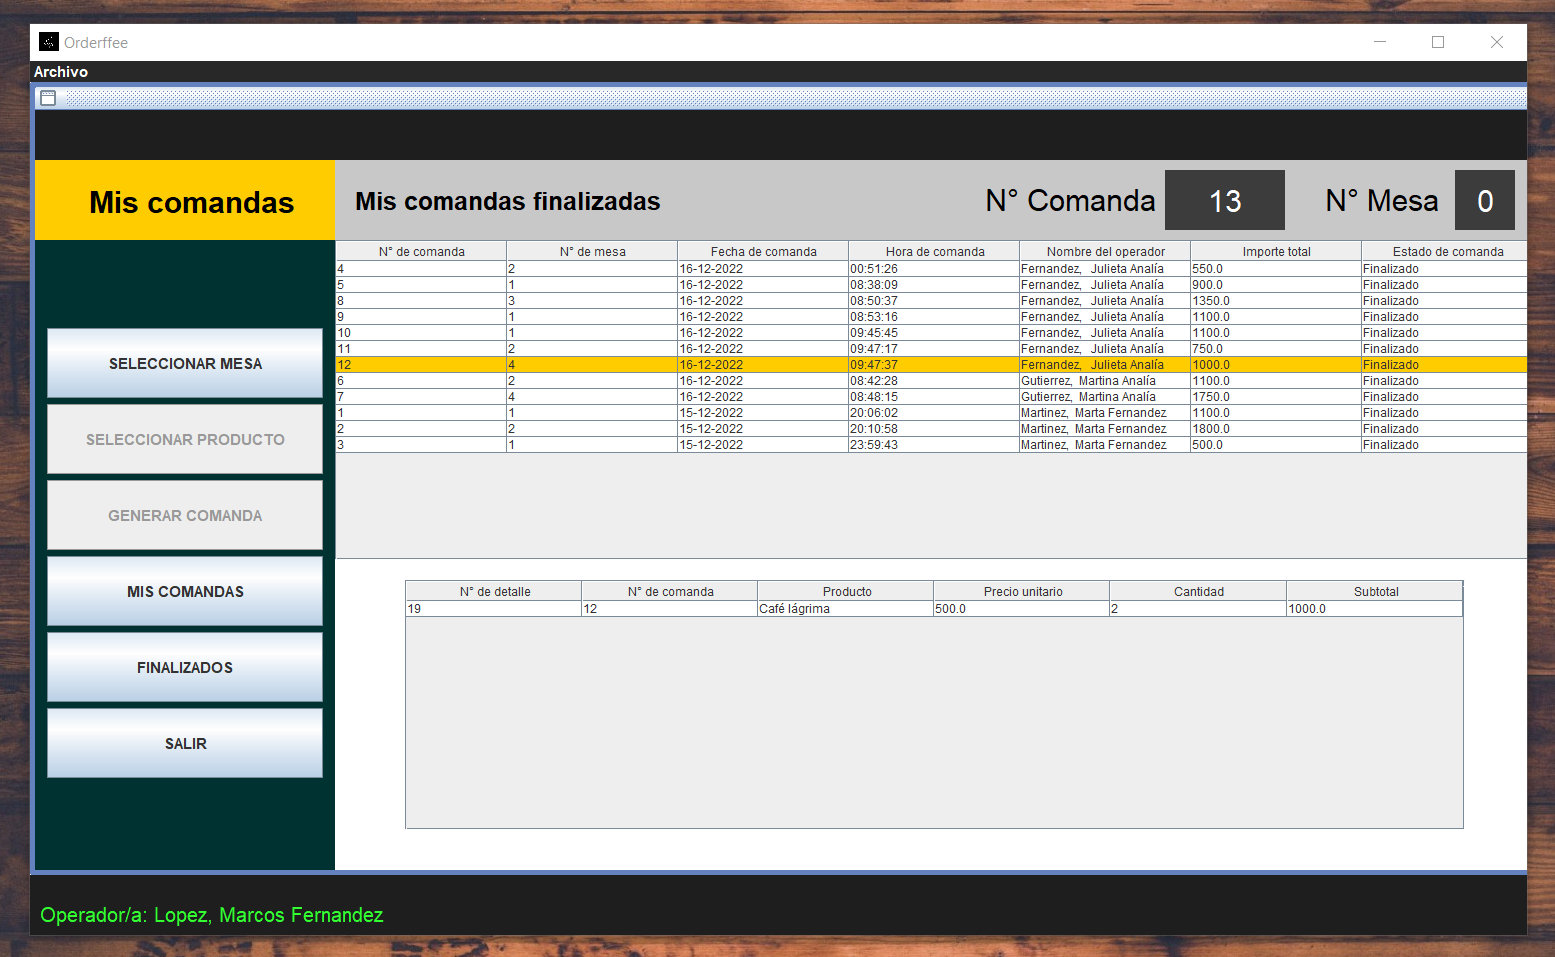 Orderffee
Archivo
Mis comandas
Mis comandas finalizadas
N° Comanda 13 N° Mesa 0
N° de comanda N° de mesa Fecha de comanda Hora de comanda Nombre del operador Importe total Estado de comanda
4 2 16-12-2022 00:51:26 Fernandez, Julieta Analía 550.0 Finalizado
5 1 16-12-2022 08:38:09 Fernandez, Julieta Analía 900.0 Finalizado
8 3 16-12-2022 08:50:37 Fernandez, Julieta Analía 1350.0 Finalizado
9 1 16-12-2022 08:53:16 Fernandez, Julieta Analía 1100.0 Finalizado
10 1 16-12-2022 09:45:45 Fernandez, Julieta Analía 1100.0 Finalizado
11 2 16-12-2022 09:47:17 Fernandez, Julieta Analía 750.0 Finalizado
12 4 16-12-2022 09:47:37 Fernandez, Julieta Analía 1000.0 Finalizado
6 2 16-12-2022 08:42:28 Gutierrez, Martina Analía 1100.0 Finalizado
7 4 16-12-2022 08:48:15 Gutierrez, Martina Analía 1750.0 Finalizado
1 1 15-12-2022 20:06:02 Martinez, Marta Fernandez 1100.0 Finalizado
2 2 15-12-2022 20:10:58 Martinez, Marta Fernandez 1800.0 Finalizado
3 1 15-12-2022 23:59:43 Martinez, Marta Fernandez 500.0 Finalizado
SELECCIONAR MESA
SELECCIONAR PRODUCTO
GENERAR COMANDA
MIS COMANDAS
FINALIZADOS
SALIR
N° de detalle N° de comanda Producto Precio unitario Cantidad Subtotal
19 12 Café lágrima 500.0 2 1000.0
Operador/a: Lopez, Marcos Fernandez